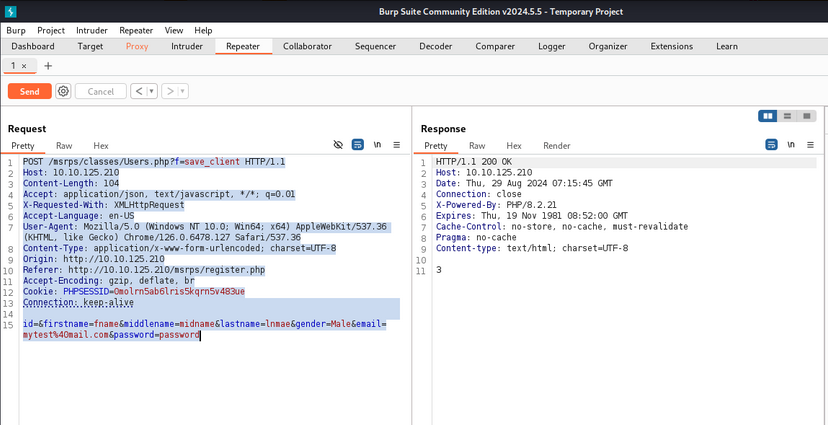 Burp Suite Community Edition v2024.5.5 - Temporary Project
Burp Project Intruder Repeater View Help
Dashboard Target Proxy Intruder Repeater Collaborator Sequencer Decoder Comparer Logger Organizer Extensions Learn
1 × +
Send Cancel < >
Request
Pretty Raw Hex \n
1 POST /msrps/classes/Users.php?f=save_client HTTP/1.1
2 Host: 10.10.125.210
3 Content-Length: 104
4 Accept: application/json, text/javascript, */*; q=0.01
5 X-Requested-With: XMLHttpRequest
6 Accept-Language: en-US
7 User-Agent: Mozilla/5.0 (Windows NT 10.0; Win64; x64) AppleWebKit/537.36
(KHTML, like Gecko) Chrome/126.0.6478.127 Safari/537.36
8 Content-Type: application/x-www-form-urlencoded; charset=UTF-8
9 Origin: http://10.10.125.210
10 Referer: http://10.10.125.210/msrps/register.php
11 Accept-Encoding: gzip, deflate, br
12 Cookie: PHPSESSID=0molrn5ab6lris5kqrn5v483ue
13 Connection: keep-alive
14
15 id=&firstname=fname&middlename=midname&lastname=lnmae&gender=Male&email=
mytest%40mail.com&password=password
Response
Pretty Raw Hex Render \n
1 HTTP/1.1 200 OK
2 Host: 10.10.125.210
3 Date: Thu, 29 Aug 2024 07:15:45 GMT
4 Connection: close
5 X-Powered-By: PHP/8.2.21
6 Expires: Thu, 19 Nov 1981 08:52:00 GMT
7 Cache-Control: no-store, no-cache, must-revalidate
8 Pragma: no-cache
9 Content-type: text/html; charset=UTF-8
10
11 3